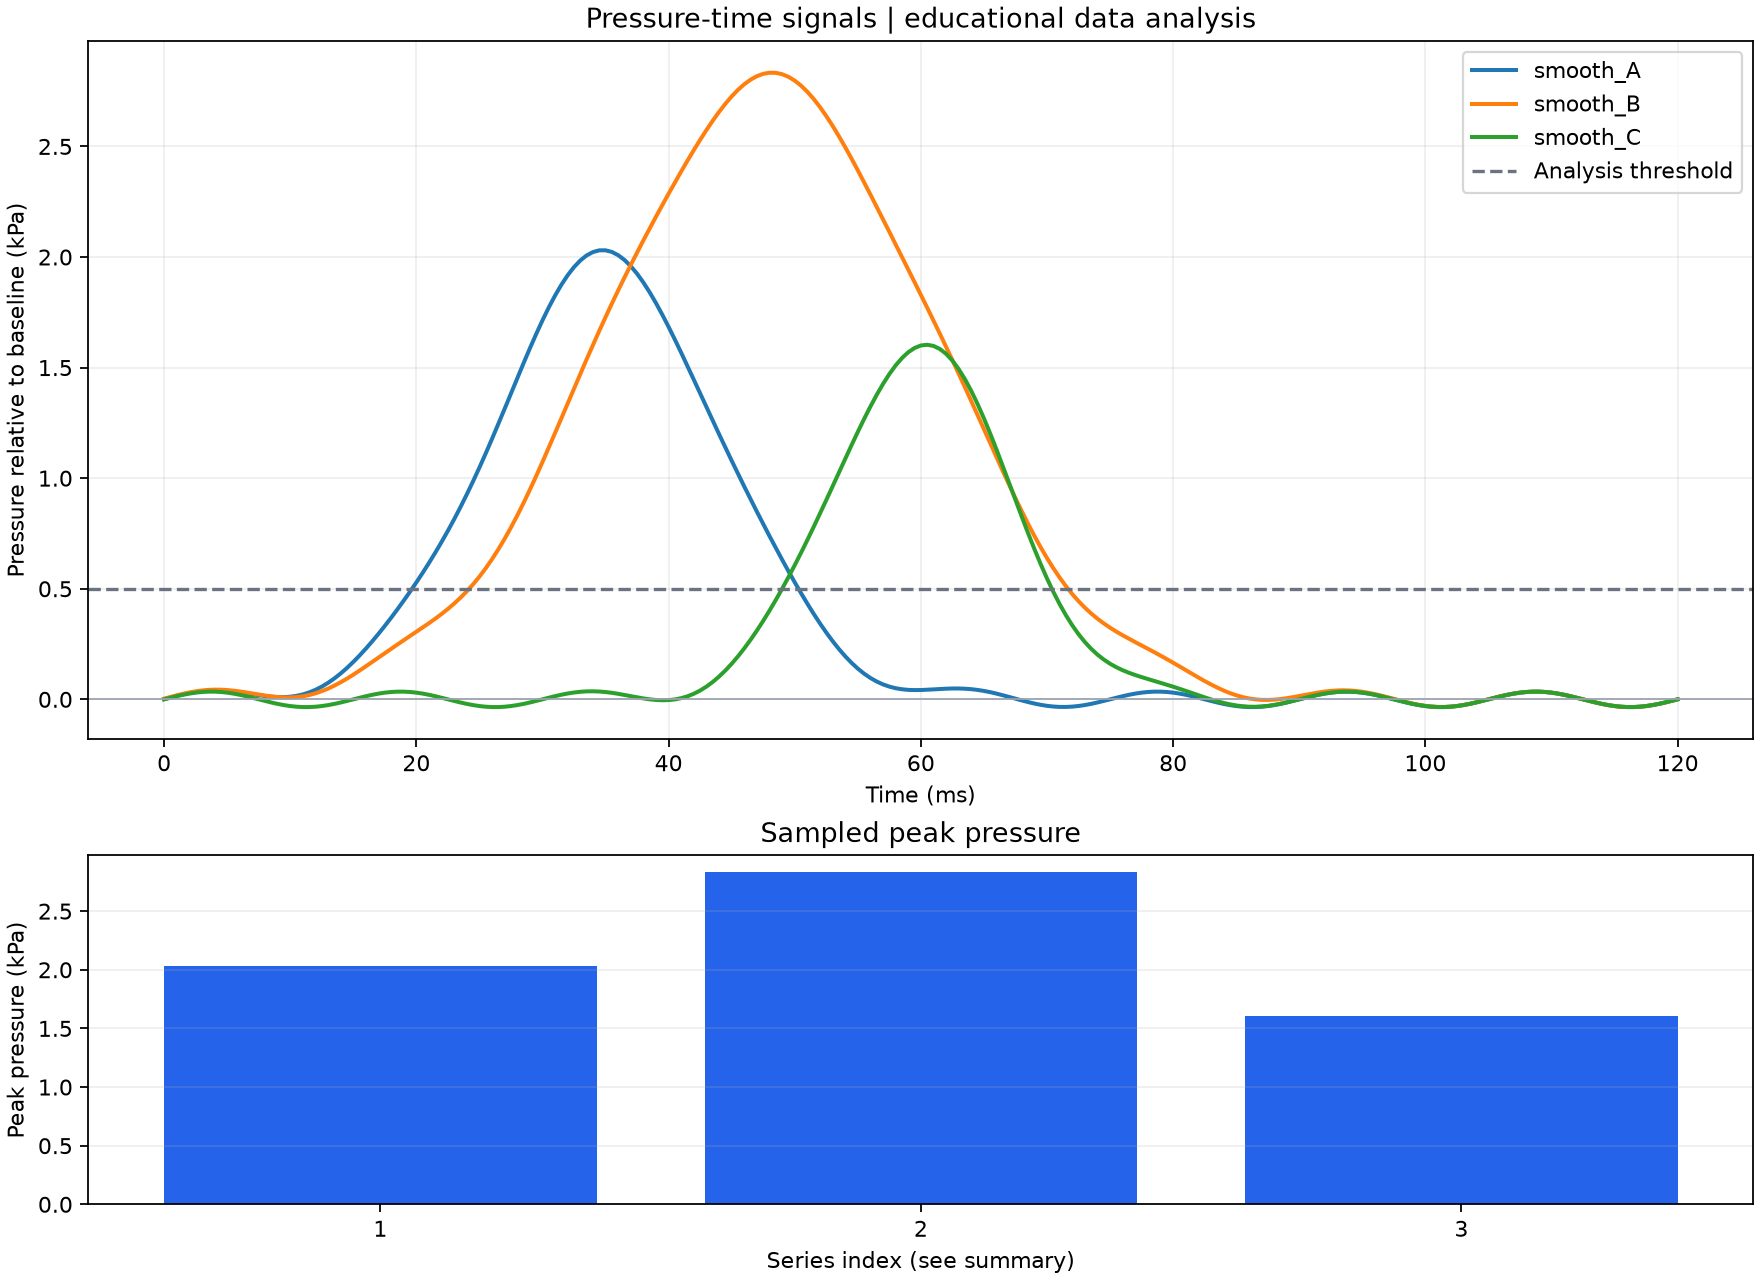 Pressure-time signals | educational data analysis
Pressure relative to baseline (kPa)
2.5
2.0
1.5
1.0
0.5
0.0
smooth_A
smooth_B
smooth_C
Analysis threshold
0 20 40 60 80 100 120
Time (ms)
Sampled peak pressure
Peak pressure (kPa)
2.5
2.0
1.5
1.0
0.5
0.0
1 2 3
Series index (see summary)